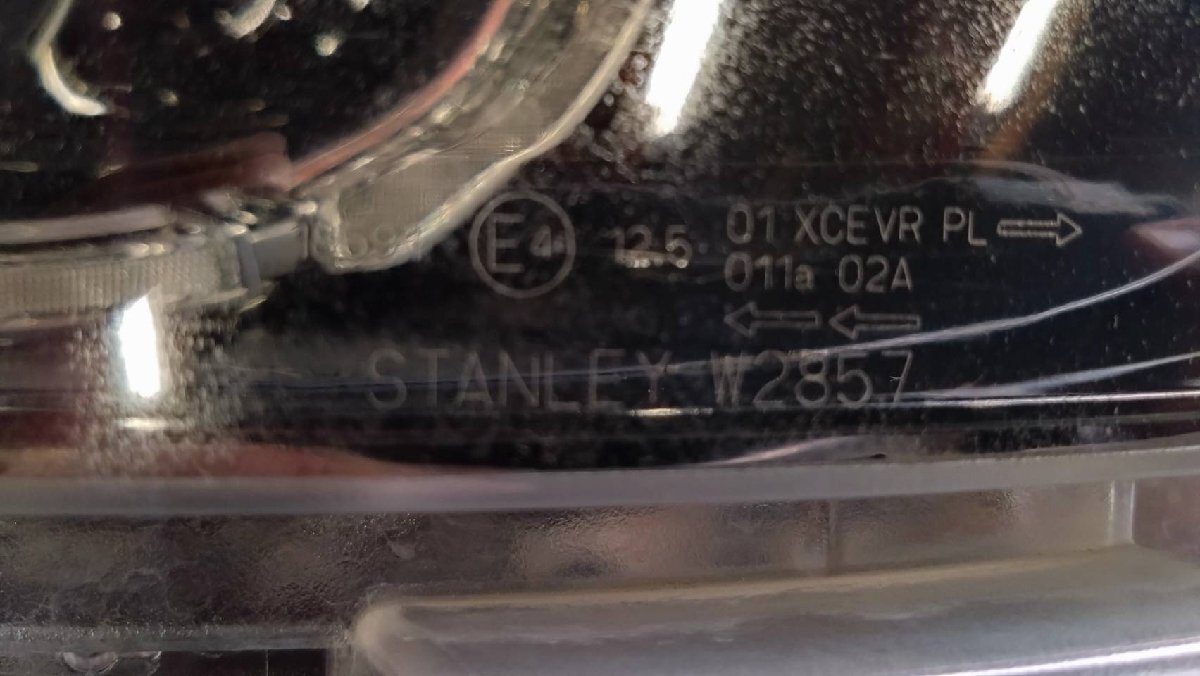 E4 12.5 01 XCEVR PL
011a 02A
STANLEY W2857